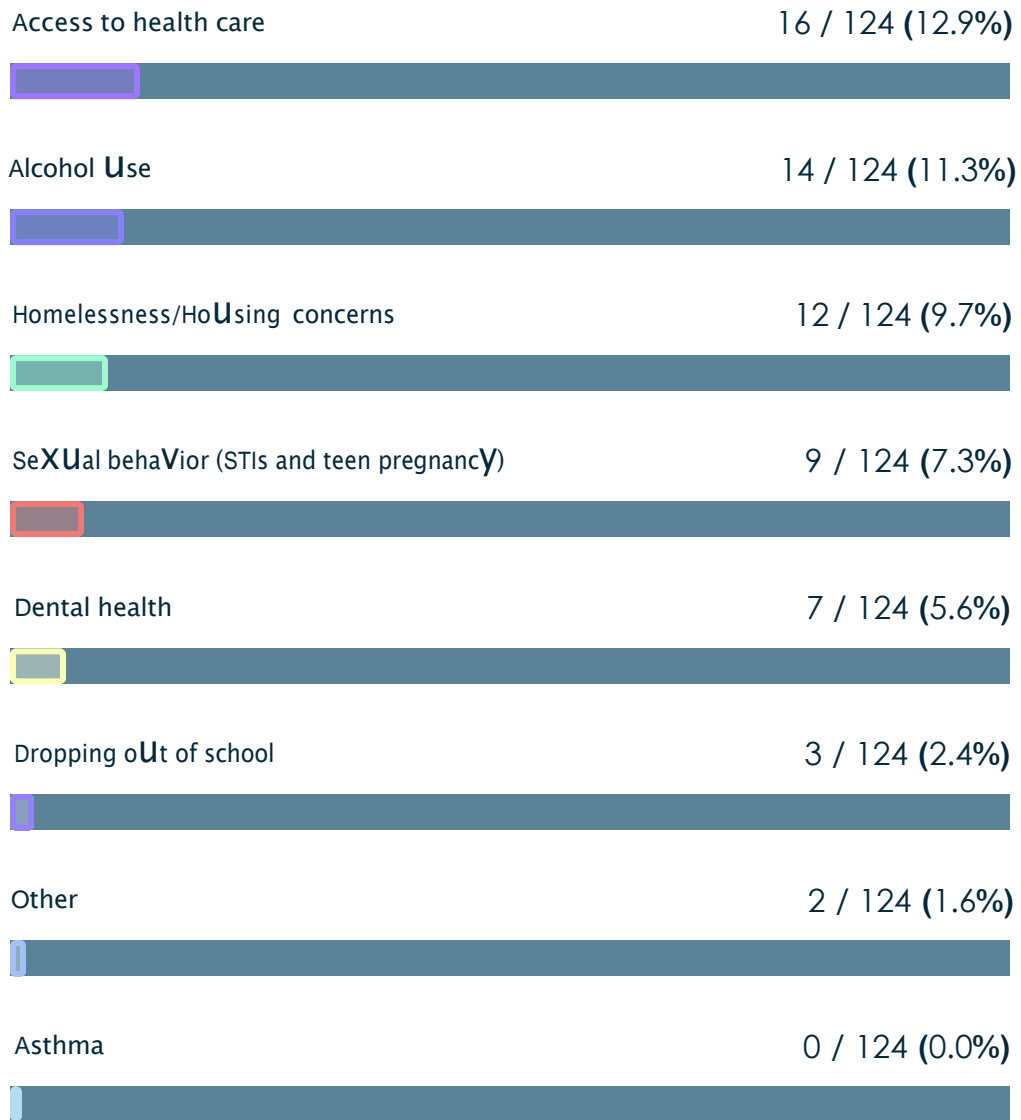 Access to health care 16 / 124 (12.9%)
Alcohol use 14 / 124 (11.3%)
Homelessness/Housing concerns 12 / 124 (9.7%)
Sexual behavior (STIs and teen pregnancy) 9 / 124 (7.3%)
Dental health 7 / 124 (5.6%)
Dropping out of school 3 / 124 (2.4%)
Other 2 / 124 (1.6%)
Asthma 0 / 124 (0.0%)